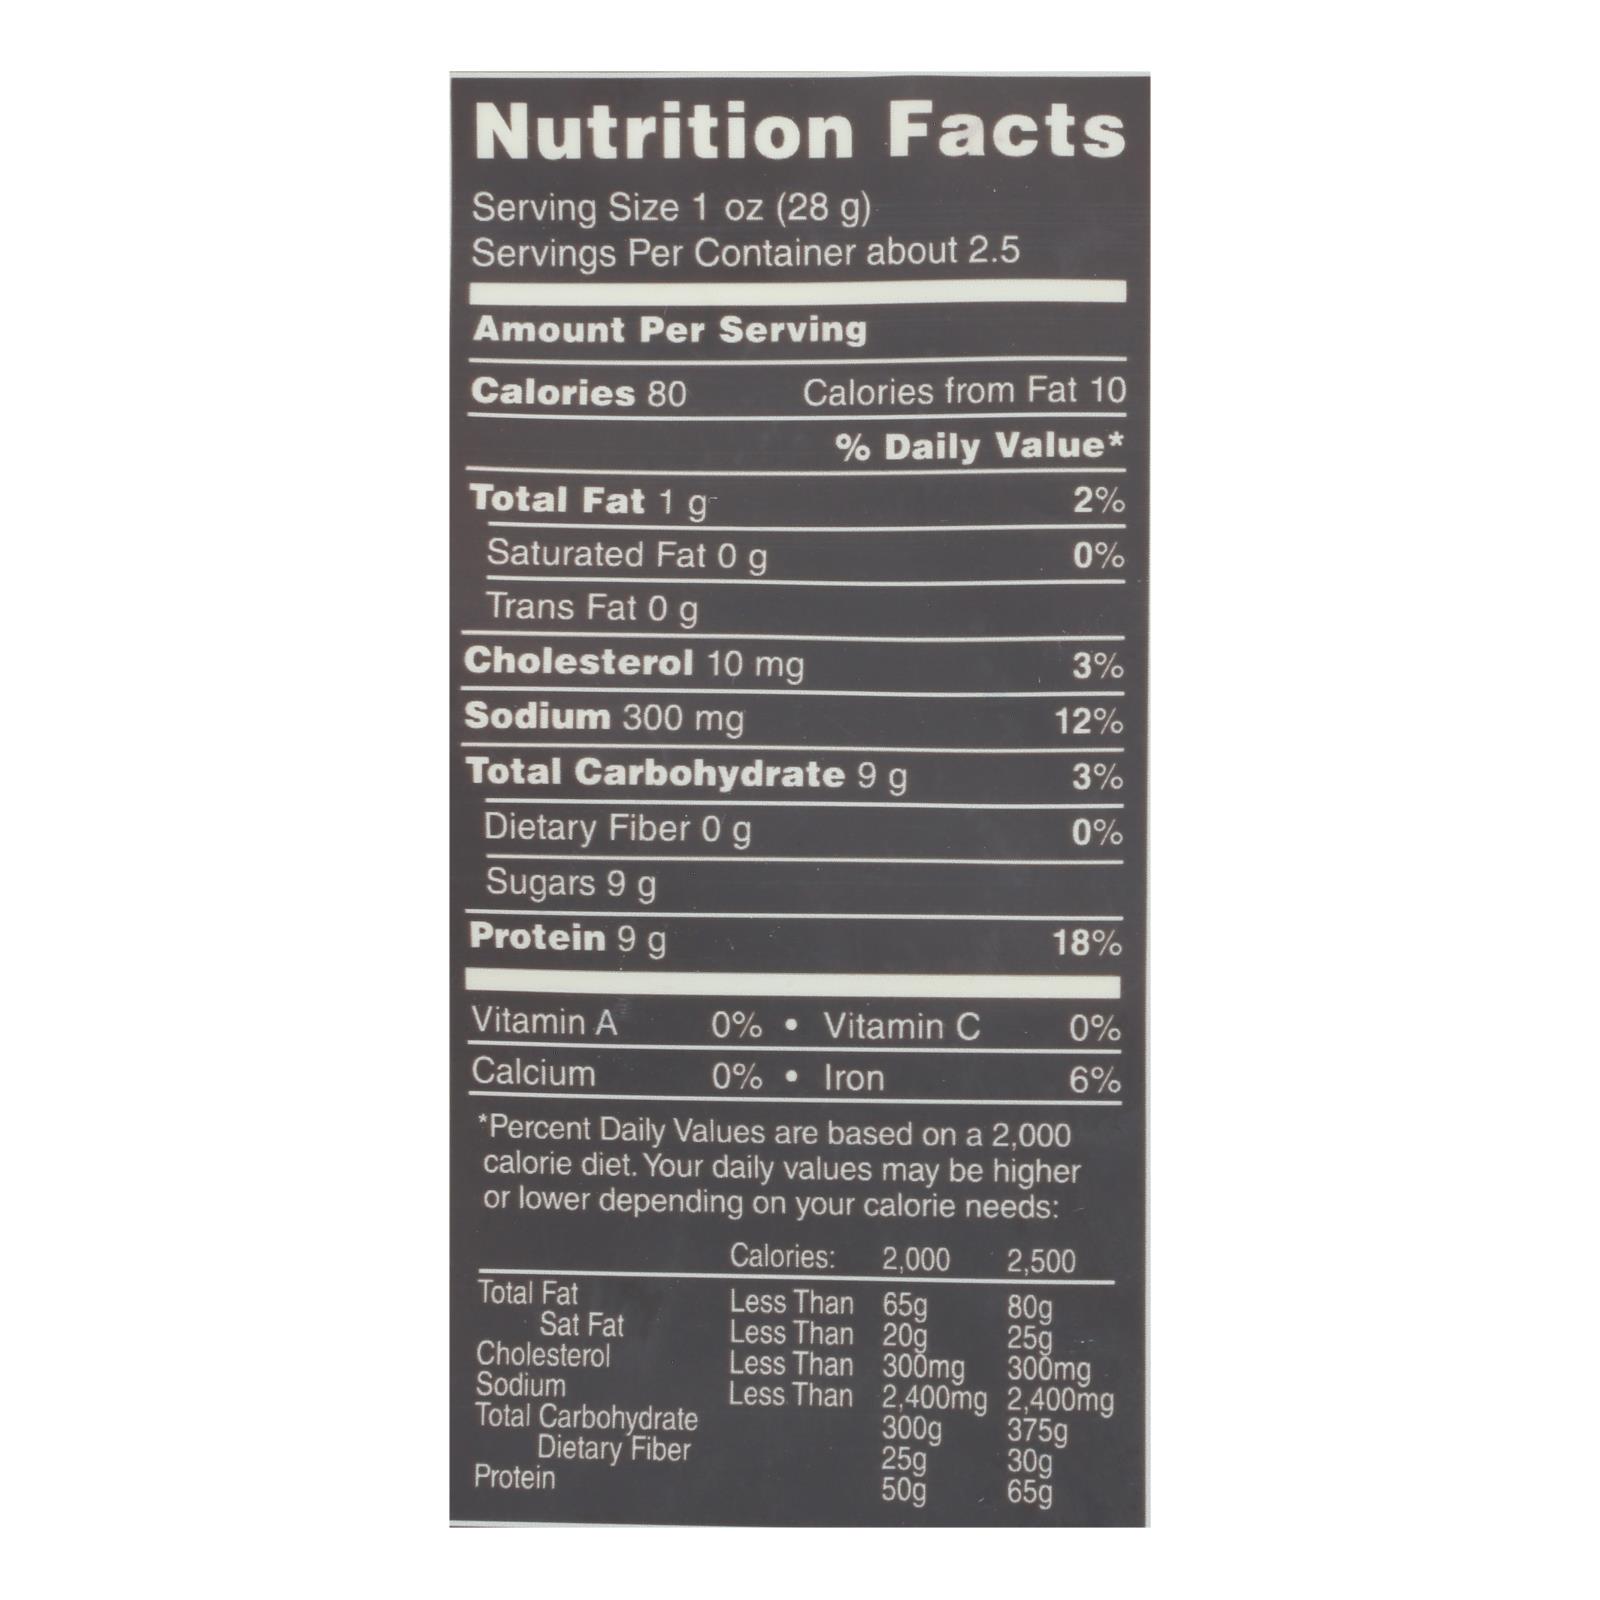 Nutrition Facts
Serving Size 1 oz (28 g)
Servings Per Container about 2.5
Amount Per Serving
Calories 80 Calories from Fat 10
% Daily Value*
Total Fat 1 g 2%
Saturated Fat 0 g 0%
Trans Fat 0 g
Cholesterol 10 mg 3%
Sodium 300 mg 12%
Total Carbohydrate 9 g 3%
Dietary Fiber 0 g 0%
Sugars 9 g
Protein 9 g 18%
Vitamin A 0% • Vitamin C 0%
Calcium 0% • Iron 6%
*Percent Daily Values are based on a 2,000
calorie diet. Your daily values may be higher
or lower depending on your calorie needs:
Calories: 2,000 2,500
Total Fat Less Than 65g 80g
Sat Fat Less Than 20g 25g
Cholesterol Less Than 300mg 300mg
Sodium Less Than 2,400mg 2,400mg
Total Carbohydrate 300g 375g
Dietary Fiber 25g 30g
Protein 50g 65g